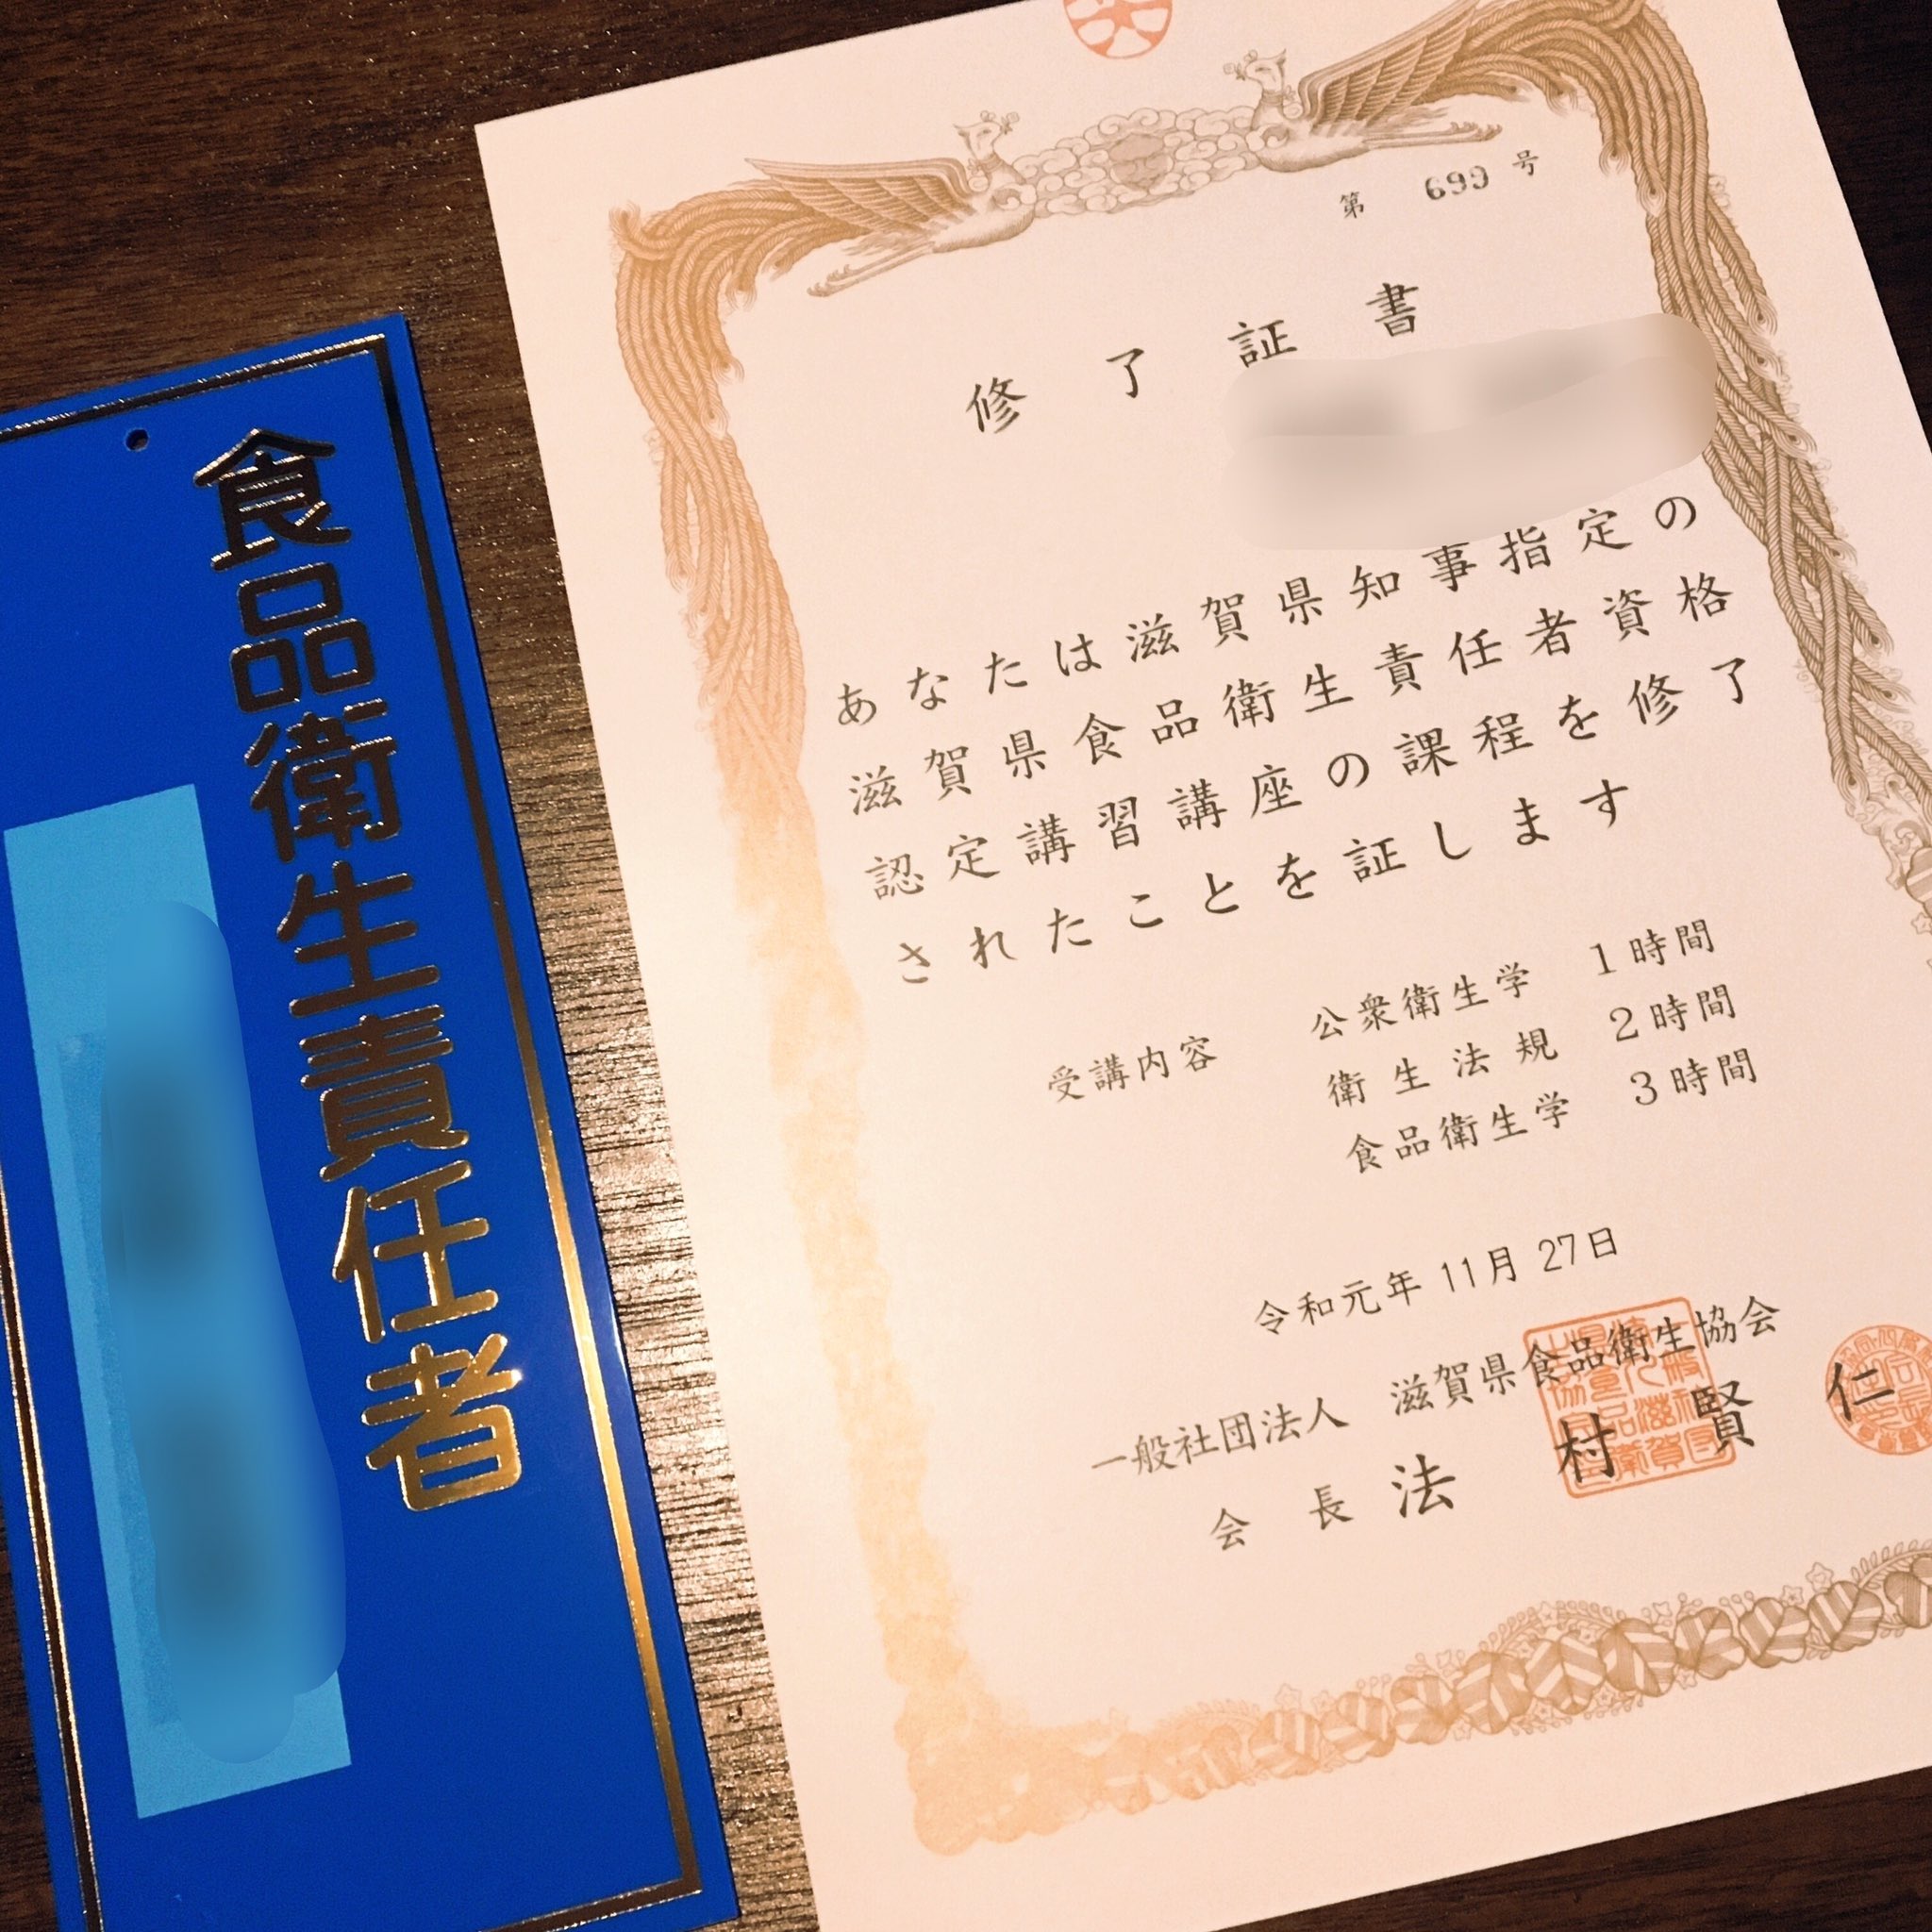 食品衛生責任者
第 699 号
修了証書
あなたは滋賀県知事指定の
滋賀県食品衛生責任者資格
認定講習講座の課程を修了
されたことを証します
受講内容 公衆衛生学 1時間
衛生法規 2時間
食品衛生学 3時間
令和元年 11月 27日
一般社団法人 滋賀県食品衛生協会
会長 法村賢仁